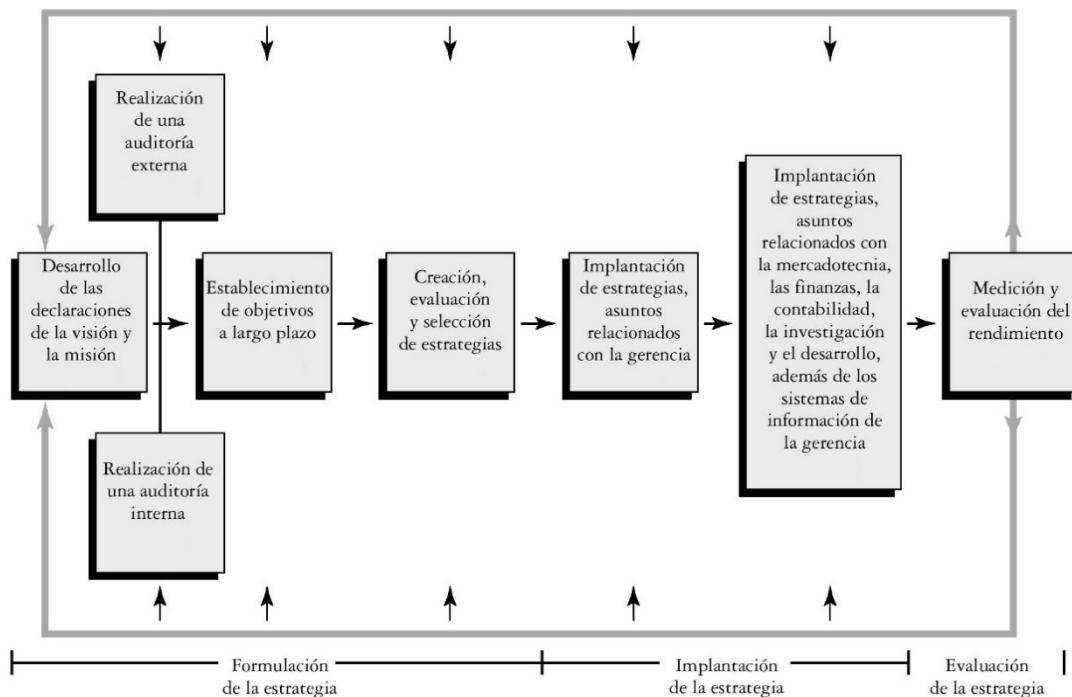 Realización
de una
auditoría
externa
Desarrollo
de las
declaraciones
de la visión y
la misión
Realización de
una auditoría
interna
Establecimiento
de objetivos
a largo plazo
Creación,
evaluación
y selección
de estrategias
Implantación
de estrategias,
asuntos
relacionados
con la gerencia
Implantación
de estrategias,
asuntos
relacionados con
la mercadotecnia,
las finanzas, la
contabilidad,
la investigación
y el desarrollo,
además de los
sistemas de
información de
la gerencia
Medición y
evaluación del
rendimiento
Formulación
de la estrategia
Implantación
de la estrategia
Evaluación
de la estrategia